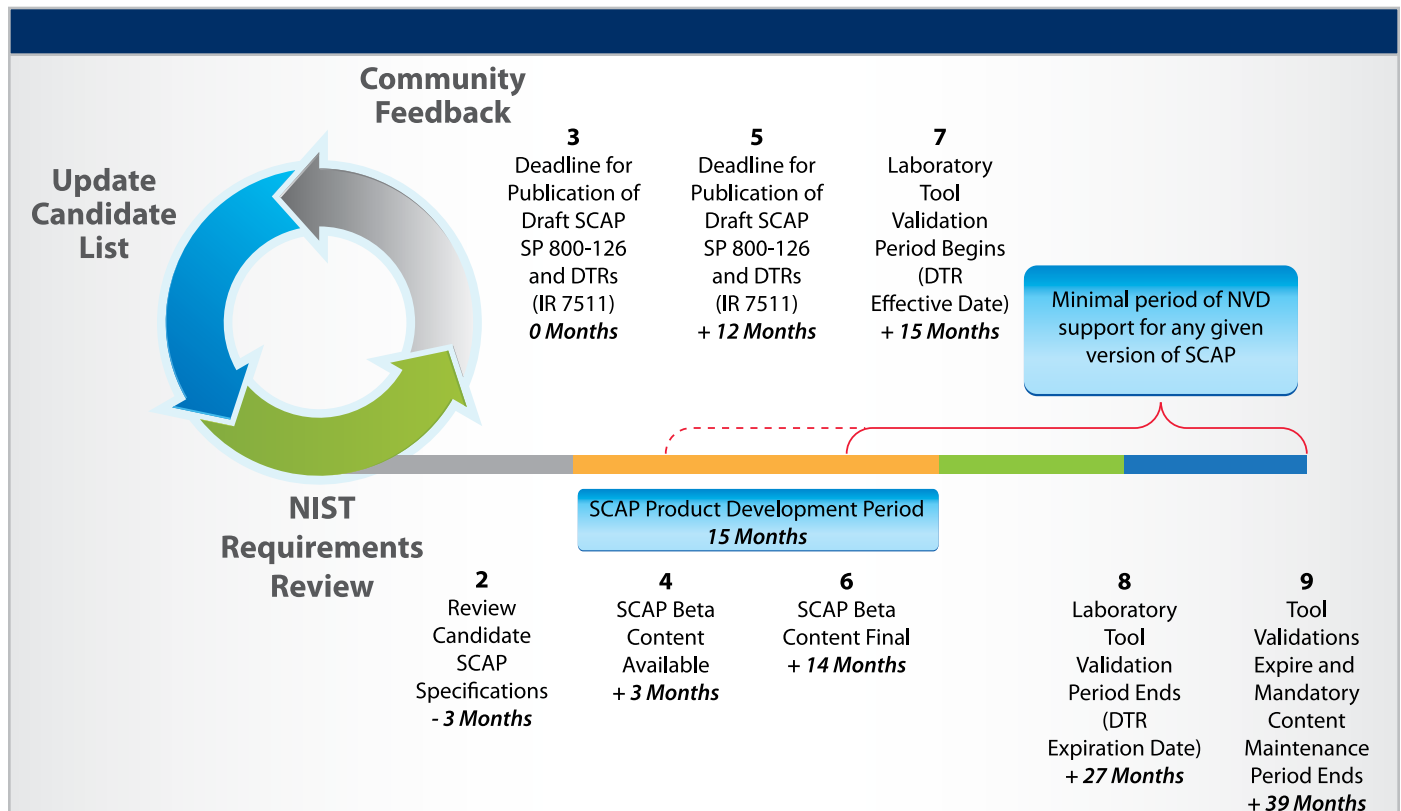 Community
Feedback
Update
Candidate
List
NIST
Requirements
Review
3
Deadline for
Publication of
Draft SCAP
SP 800-126
and DTRs
(IR 7511)
0 Months
5
Deadline for
Publication of
Draft SCAP
SP 800-126
and DTRs
(IR 7511)
+ 12 Months
7
Laboratory
Tool
Validation
Period Begins
(DTR
Effective Date)
+ 15 Months
Minimal period of NVD
support for any given
version of SCAP
SCAP Product Development Period
15 Months
2
Review
Candidate
SCAP
Specifications
- 3 Months
4
SCAP Beta
Content
Available
+ 3 Months
6
SCAP Beta
Content Final
+ 14 Months
8
Laboratory
Tool
Validation
Period Ends
(DTR
Expiration Date)
+ 27 Months
9
Tool
Validations
Expire and
Mandatory
Content
Maintenance
Period Ends
+ 39 Months